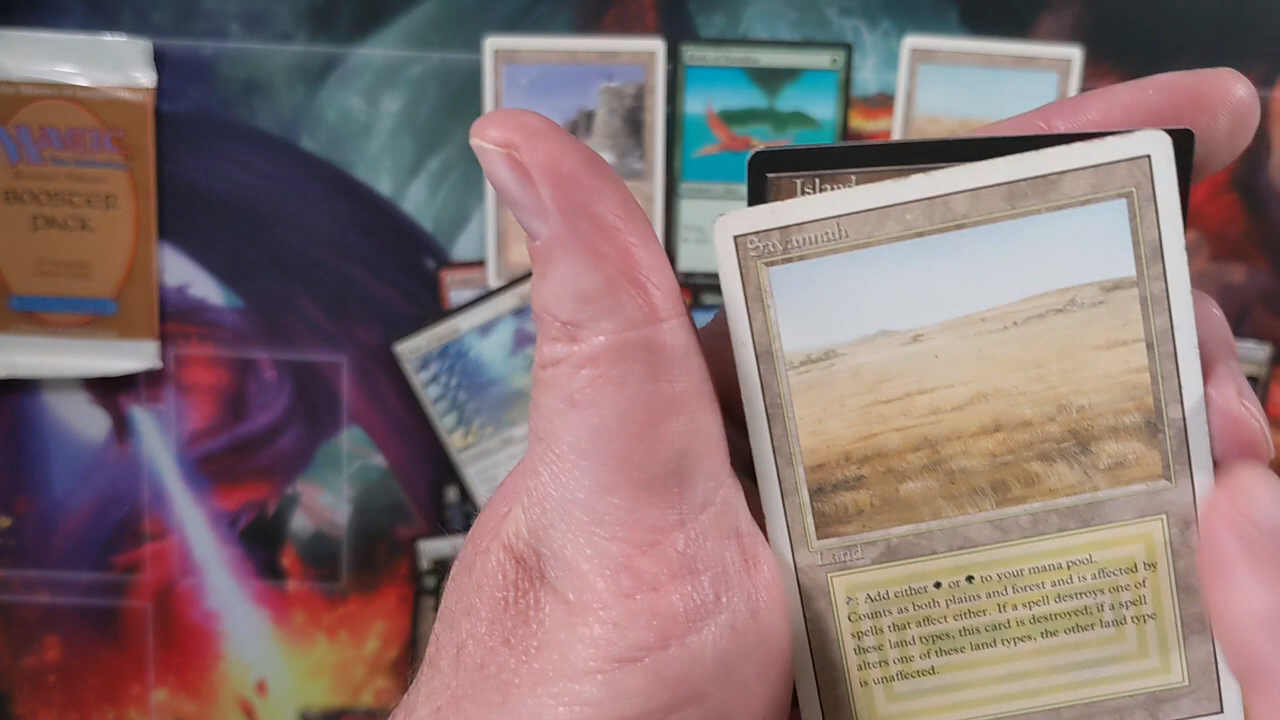 MAGIC
BOOSTER
PACK
Island
Savannah
Land
: Add either or to your mana pool.
Counts as both plains and forest and is affected by
spells that affect either. If a spell destroys one of
these land types, this card is destroyed; if a spell
alters one of these land types, the other land type
is unaffected.